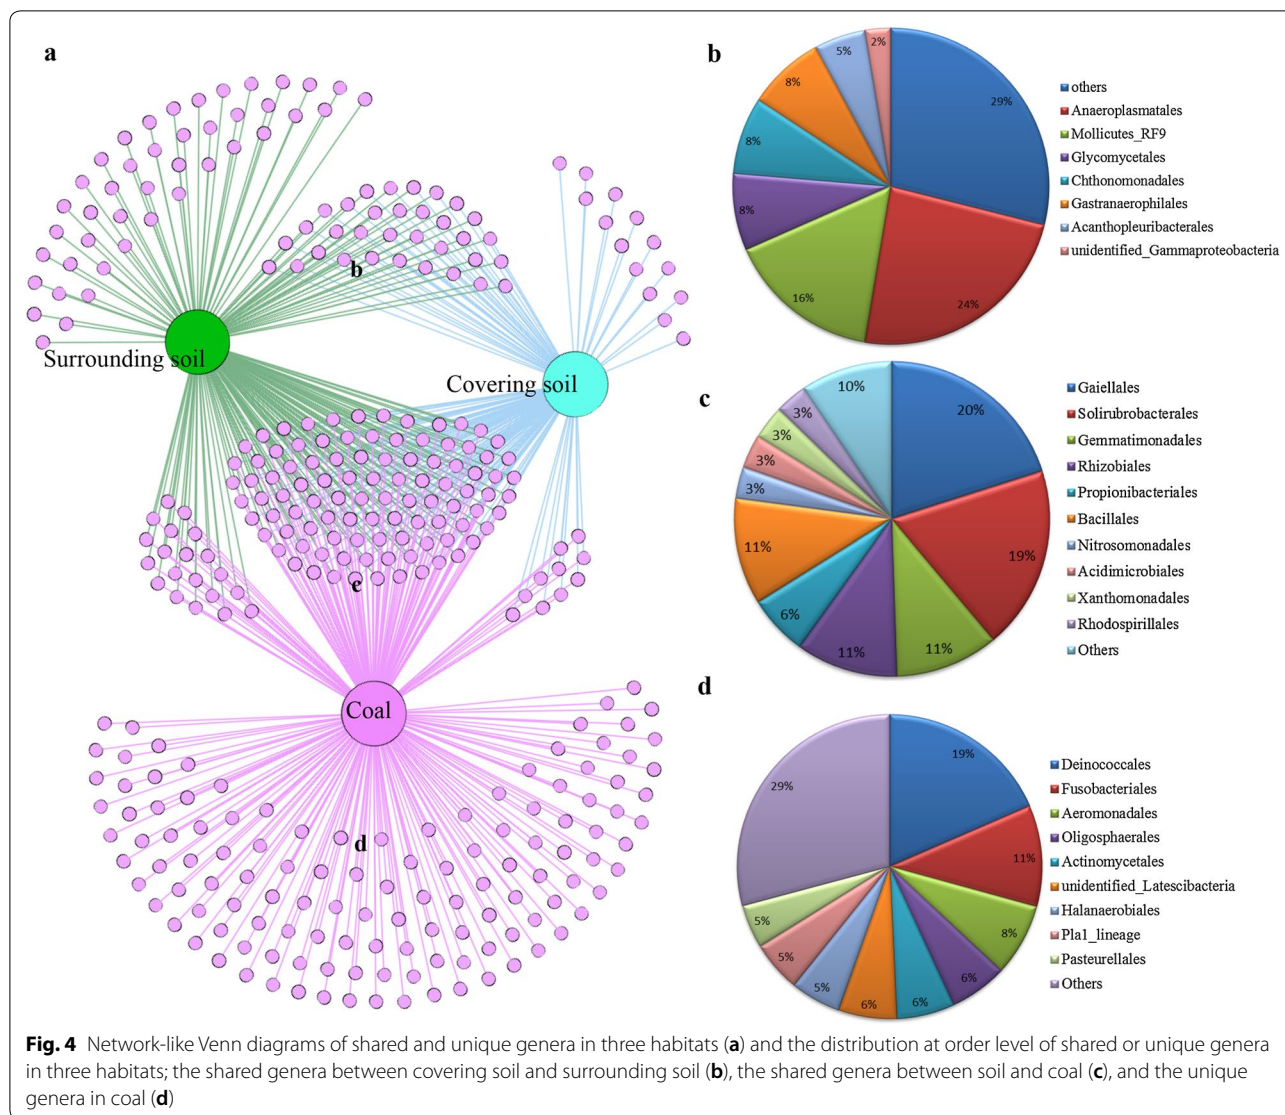 a
b
Surrounding soil
Covering soil
c
Coal
d
b
29%
24%
16%
8%
8%
8%
5%
2%
others
Anaeroplasmatales
Mollicutes_RF9
Glycomycetales
Chthonomonadales
Gastranaerophilales
Acanthopleuribacterales
unidentified_Gammaproteobacteria
c
20%
19%
11%
11%
6%
11%
3%
3%
3%
3%
10%
Gaiellales
Solirubrobacterales
Gemmatimonadales
Rhizobiales
Propionibacteriales
Bacillales
Nitrosomonadales
Acidimicrobiales
Xanthomonadales
Rhodospirillales
Others
d
19%
11%
8%
6%
6%
6%
5%
5%
5%
29%
Deinococcales
Fusobacteriales
Aeromonadales
Oligosphaerales
Actinomycetales
unidentified_Latescibacteria
Halanaerobiales
Pla1_lineage
Pasteurellales
Others
Fig. 4 Network-like Venn diagrams of shared and unique genera in three habitats (a) and the distribution at order level of shared or unique genera
in three habitats; the shared genera between covering soil and surrounding soil (b), the shared genera between soil and coal (c), and the unique
genera in coal (d)